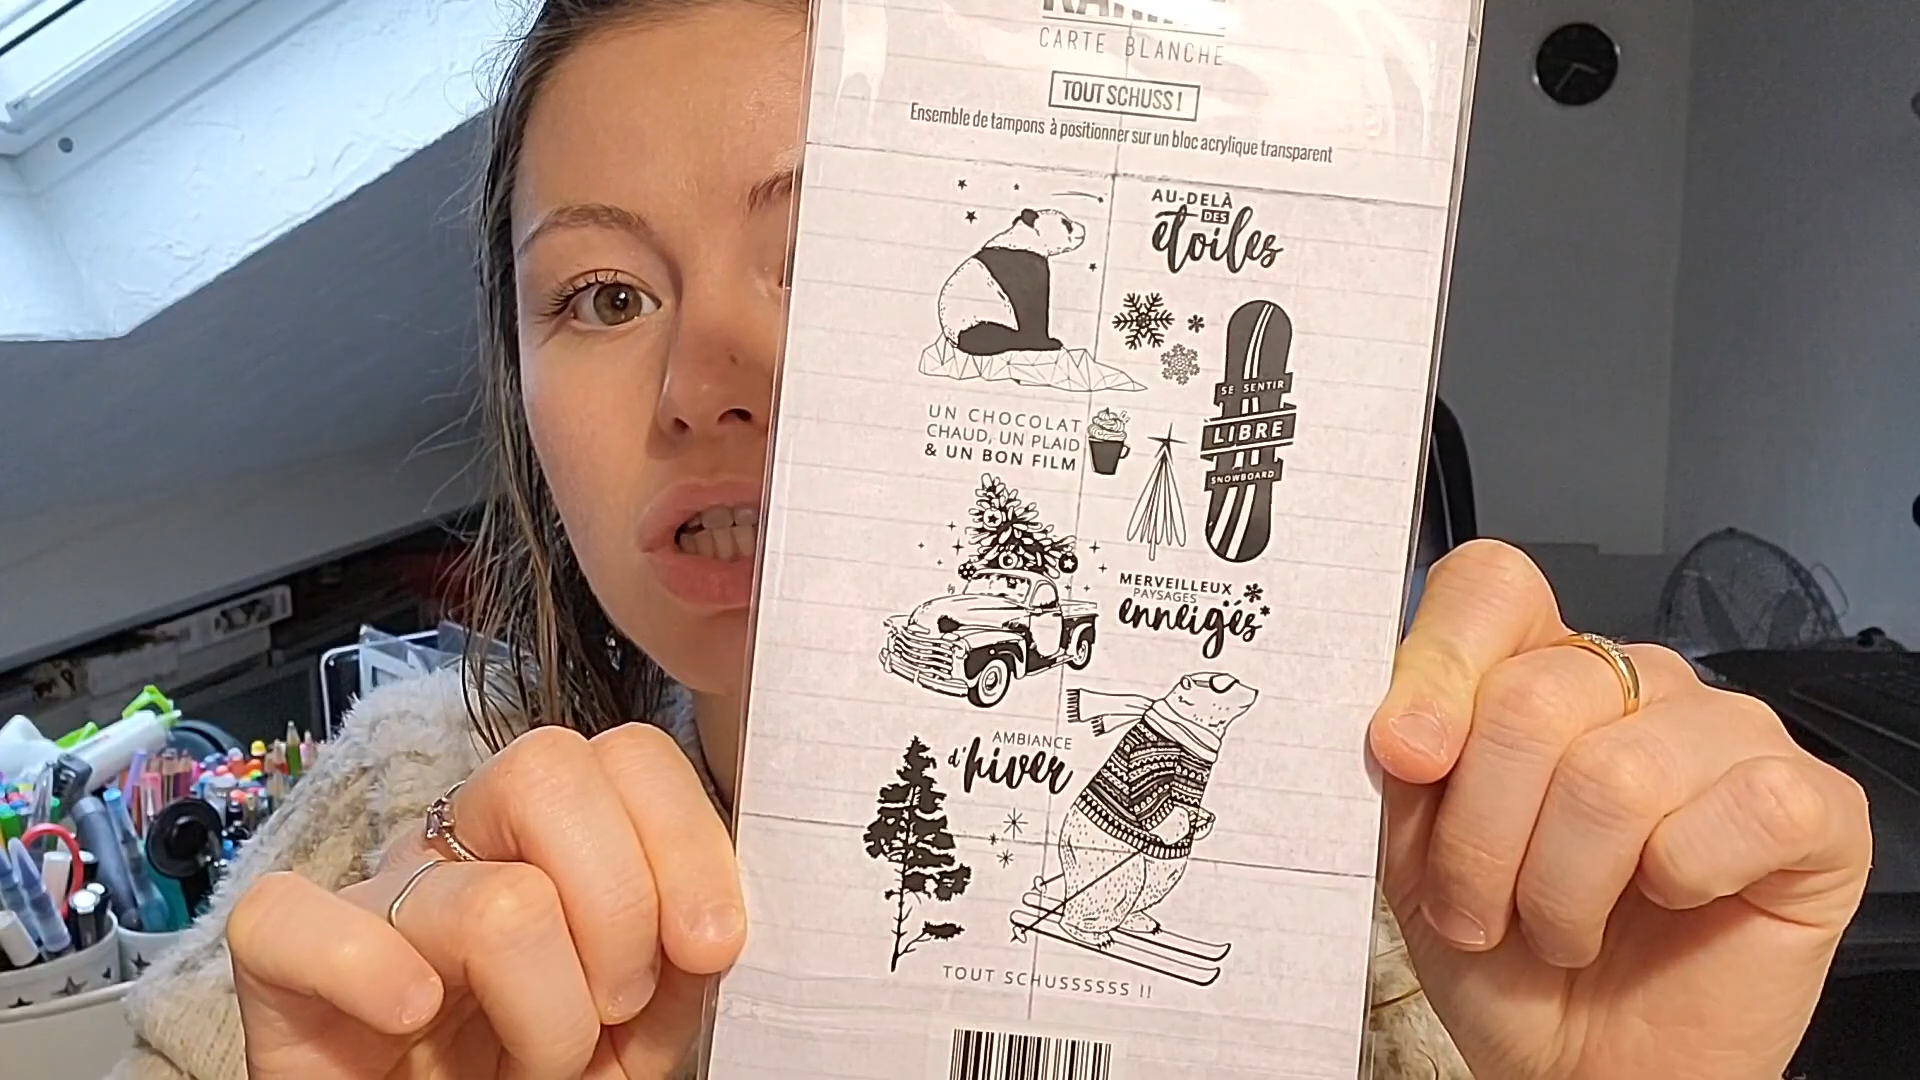 CARTE BLANCHE
TOUT SCHUSS !
Ensemble de tampons à positionner sur un bloc acrylique transparent
AU-DELÀ
DES
étoiles
SE SENTIR
LIBRE
SNOWBOARD
UN CHOCOLAT
CHAUD, UN PLAID
& UN BON FILM
MERVEILLEUX
PAYSAGES
enneigés
AMBIANCE
d'hiver
TOUT SCHUSSSSSS !!